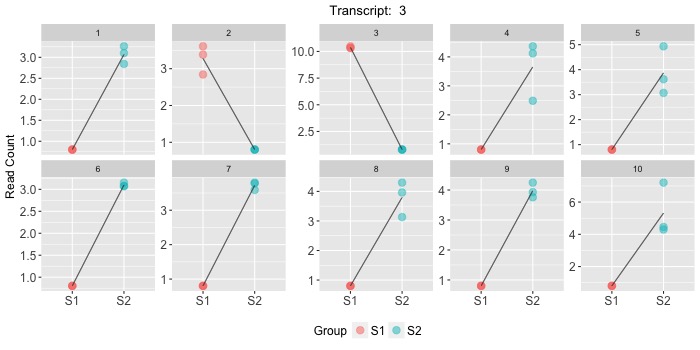 Transcript: 3
1 2 3 4 5
3.0 2.5 2.0 1.5 1.0
3 2 1
10.0 7.5 5.0 2.5
4 3 2 1
5 4 3 2 1
Read Count
6 7 8 9 10
3.0 2.5 2.0 1.5 1.0
3 2 1
4 3 2 1
4 3 2 1
6 4 2
S1 S2 S1 S2 S1 S2 S1 S2 S1 S2
Group S1 S2